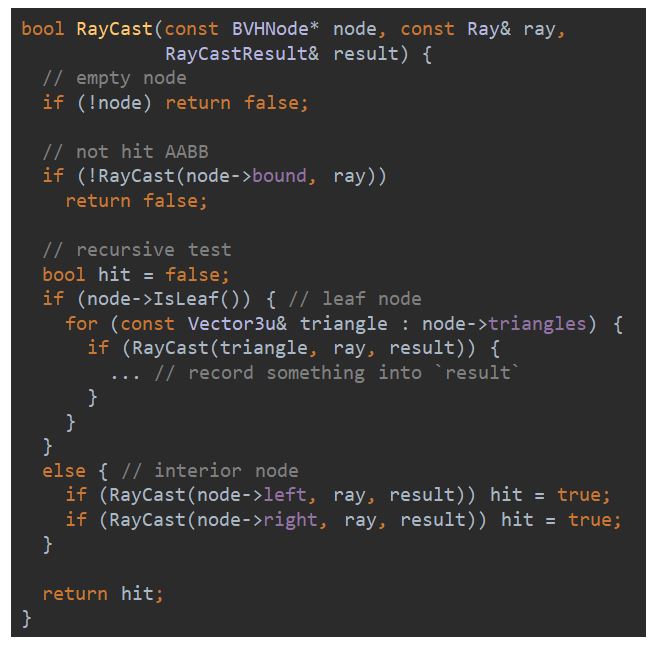 bool RayCast(const BVHNode* node, const Ray& ray,
             RayCastResult& result) {
  // empty node
  if (!node) return false;

  // not hit AABB
  if (!RayCast(node->bound, ray))
    return false;

  // recursive test
  bool hit = false;
  if (node->IsLeaf()) { // leaf node
    for (const Vector3u& triangle : node->triangles) {
      if (RayCast(triangle, ray, result)) {
        ... // record something into `result`
      }
    }
  }
  else { // interior node
    if (RayCast(node->left, ray, result)) hit = true;
    if (RayCast(node->right, ray, result)) hit = true;
  }

  return hit;
}